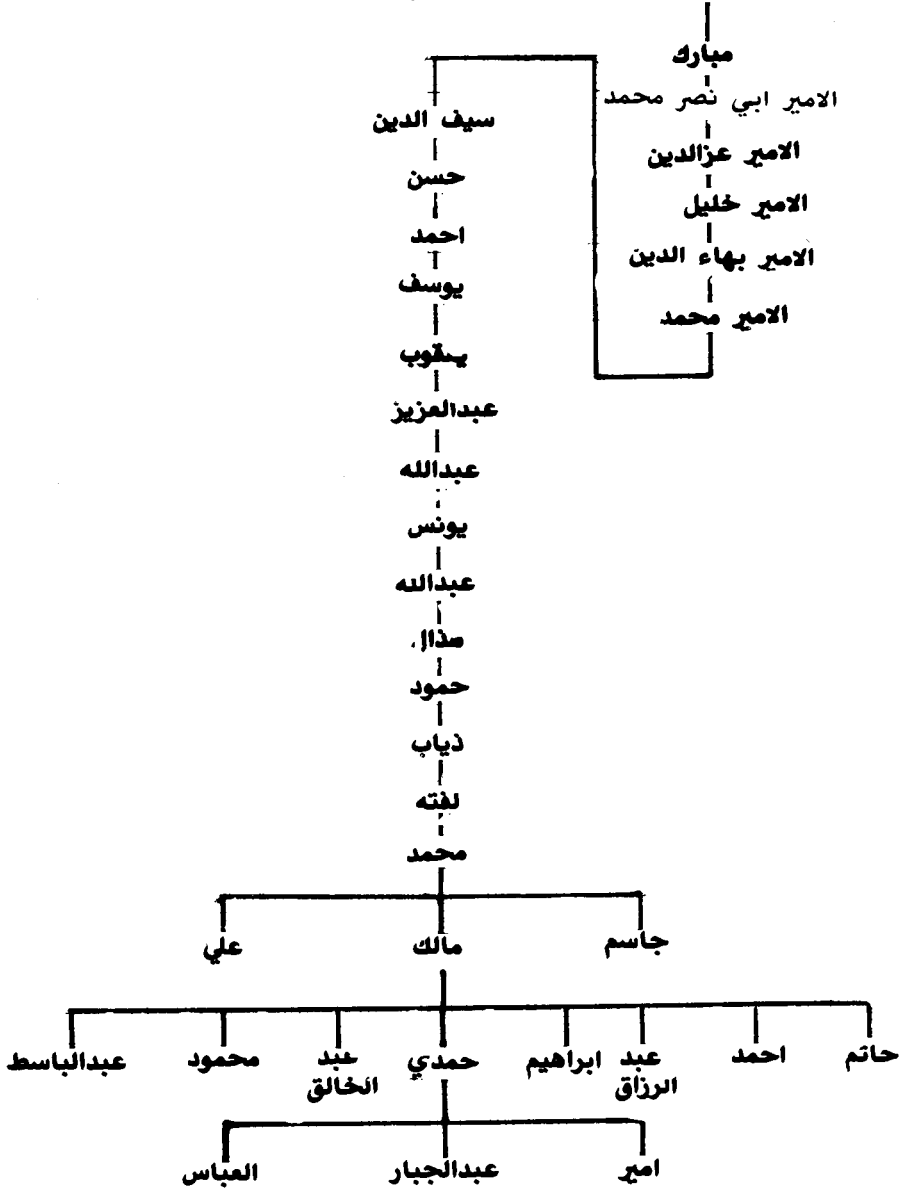 مبارك
الامير ابي نصر محمد
الامير عزالدين
الامير خليل
الامير بهاء الدين
الامير محمد
سيف الدين
حسن
احمد
يوسف
يعقوب
عبدالعزيز
عبدالله
يونس
عبدالله
حمود
ذياب
لفته
محمد
جاسم
مالك
علي
حاتم
احمد
عبد
الرزاق
ابراهيم
حمدي
عبد
الخالق
محمود
عبدالباسط
امير
عبدالجبار
العباس